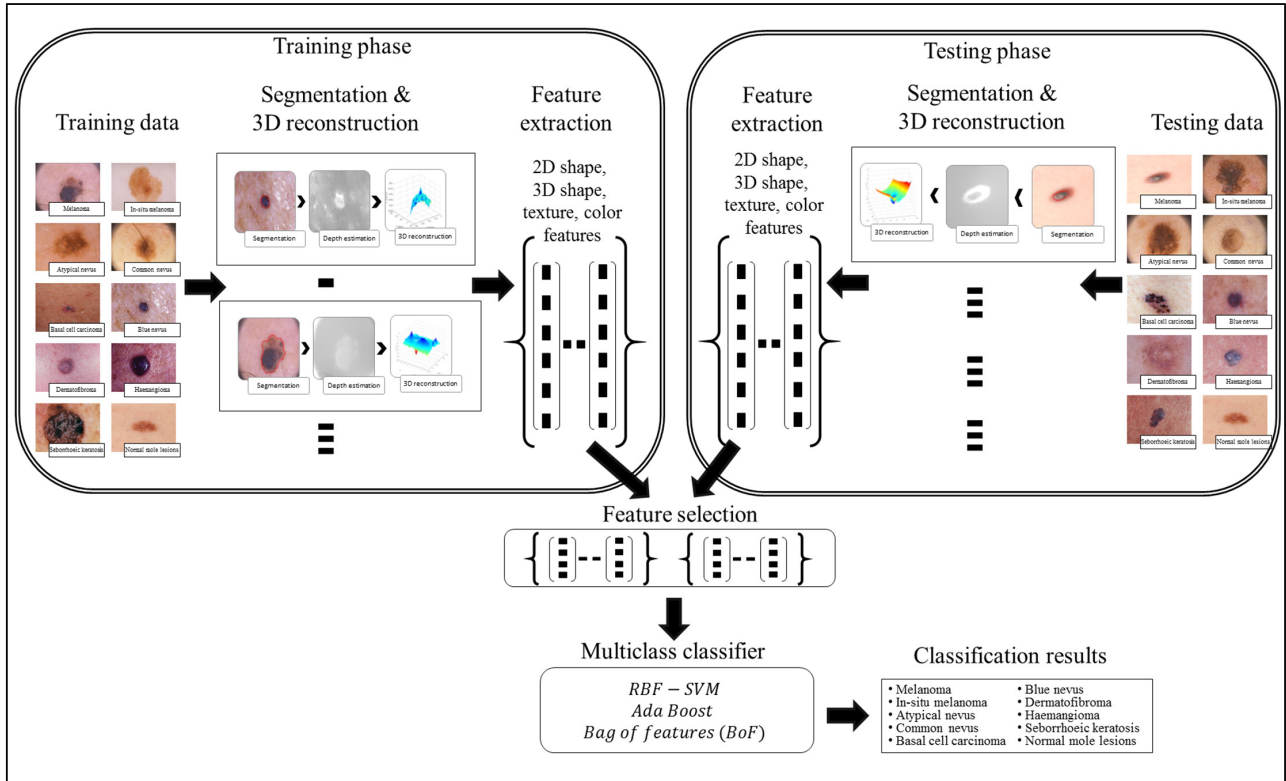 Training phase
Training data
Melanoma
In-situ melanoma
Atypical nevus
Common nevus
Basal cell carcinoma
Blue nevus
Dermatofibroma
Haemangioma
Seborrhoeic keratosis
Normal mole lesions
Segmentation &
3D reconstruction
Segmentation
Depth estimation
3D reconstruction
Segmentation
Depth estimation
3D reconstruction
Feature
extraction
2D shape,
3D shape,
texture, color
features
Testing phase
Feature
extraction
2D shape,
3D shape,
texture, color
features
Segmentation &
3D reconstruction
3D reconstruction
Depth estimation
Segmentation
Testing data
Melanoma
In-situ melanoma
Atypical nevus
Common nevus
Basal cell carcinoma
Blue nevus
Dermatofibroma
Haemangioma
Seborrhoeic keratosis
Normal mole lesions
Feature selection
Multiclass classifier
RBF – SVM
Ada Boost
Bag of features (BoF)
Classification results
• Melanoma
• In-situ melanoma
• Atypical nevus
• Common nevus
• Basal cell carcinoma
• Blue nevus
• Dermatofibroma
• Haemangioma
• Seborrhoeic keratosis
• Normal mole lesions